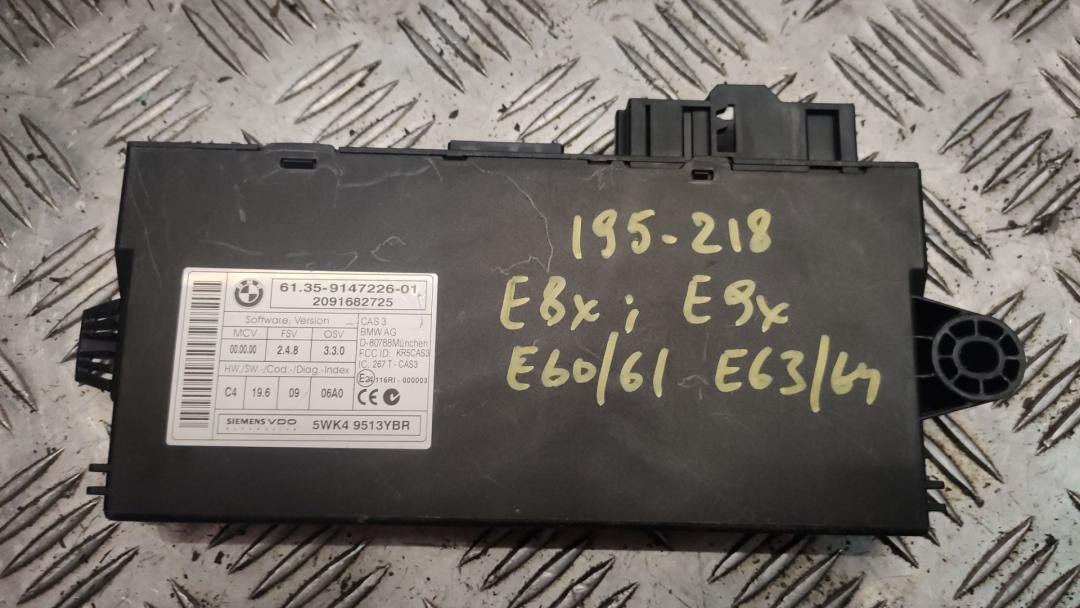 BMW
61.35-9147226-01
2091682725
Software, Version
MCV FSV OSV
00.00.00 2.4.8 3.3.0
HW./SW.-/Cod.-/Diag.-Index
C4 19.6 09 06A0
CAS 3
BMW AG
D-80788München
FCC ID: KR5CAS3
IC: 267 T - CAS3
E24 116RI - 000003
CE
SIEMENS VDO 5WK4 9513YBR
195-218
E8x; E9x
E60/61 E63/64